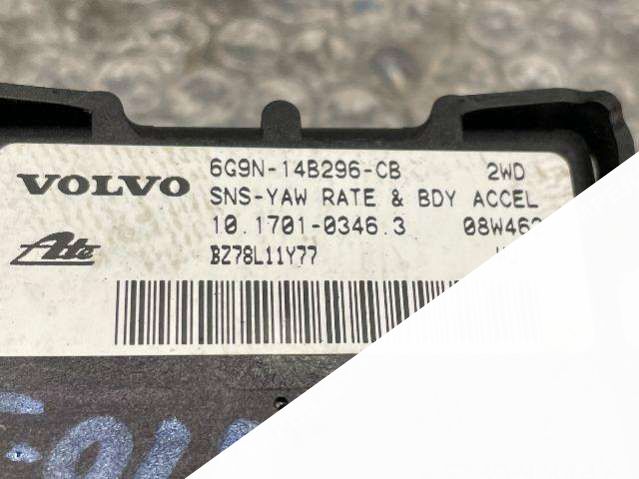 VOLVO
6G9N-14B296-CB 2WD
SNS-YAW RATE & BDY ACCEL
10.1701-0346.3
Ate
BZ78L11Y77